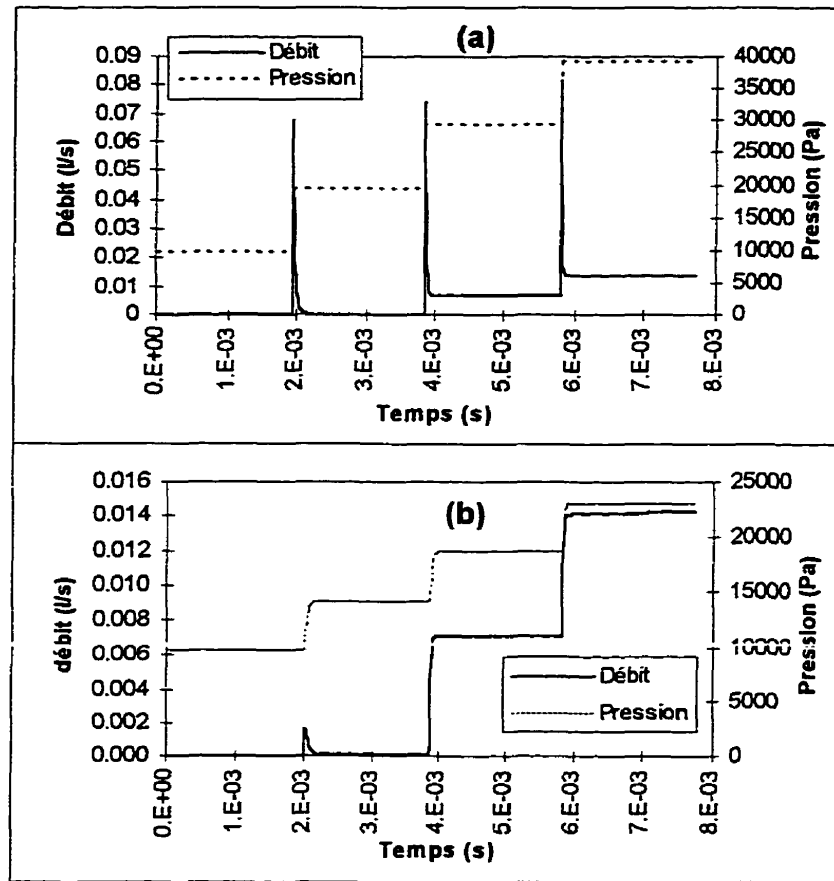 (a)
Débit
Pression
0.09
0.08
0.07
0.06
0.05
0.04
0.03
0.02
0.01
0
Débit (l/s)
40000
35000
30000
25000
20000
15000
10000
5000
0
Pression (Pa)
0.E+00
1.E-03
2.E-03
3.E-03
4.E-03
5.E-03
6.E-03
7.E-03
8.E-03
Temps (s)
(b)
0.016
0.014
0.012
0.010
0.008
0.006
0.004
0.002
0.000
débit (l/s)
25000
20000
15000
10000
5000
0
Pression (Pa)
Débit
Pression
0.E+00
1.E-03
2.E-03
3.E-03
4.E-03
5.E-03
6.E-03
7.E-03
8.E-03
Temps (s)